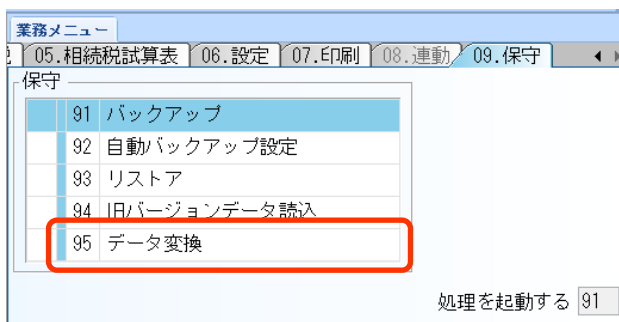 業務メニュー
05.相続税試算表 06.設定 07.印刷 08.連動 09.保守
保守
91 バックアップ
92 自動バックアップ設定
93 リストア
94 旧バージョンデータ読込
95 データ変換
処理を起動する 91